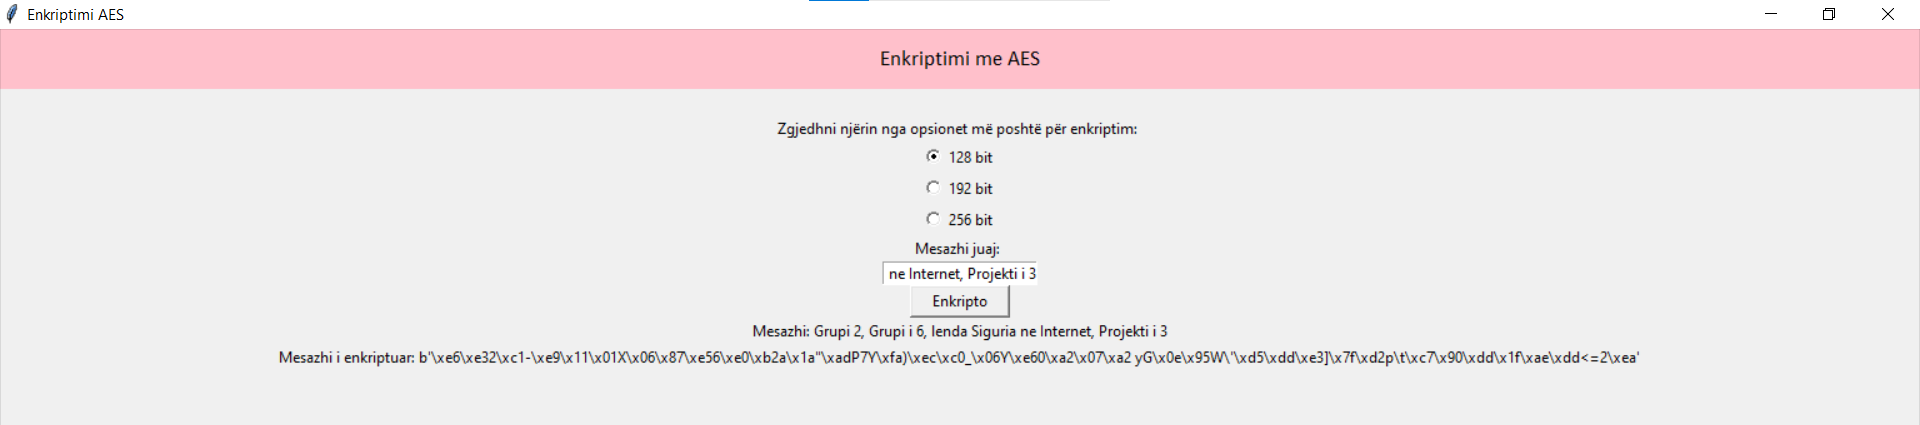 Enkriptimi AES
Enkriptimi me AES
Zgjedhni njërin nga opsionet më poshtë për enkriptim:
128 bit
192 bit
256 bit
Mesazhi juaj:
ne Internet, Projekti i 3
Enkripto
Mesazhi: Grupi 2, Grupi i 6, lenda Siguria ne Internet, Projekti i 3
Mesazhi i enkriptuar: b'\xe6\xe32\xc1-\xe9\x11\x01X\x06\x87\xe56\xe0\xb2a\x1a"\xadP7Y\xfa)\xec\xc0_\x06Y\xe60\xa2\x07\xa2 yG\x0e\x95W\'\xd5\xdd\xe3]\x7f\xd2p\t\xc7\x90\xdd\x1f\xae\xdd<=2\xea'